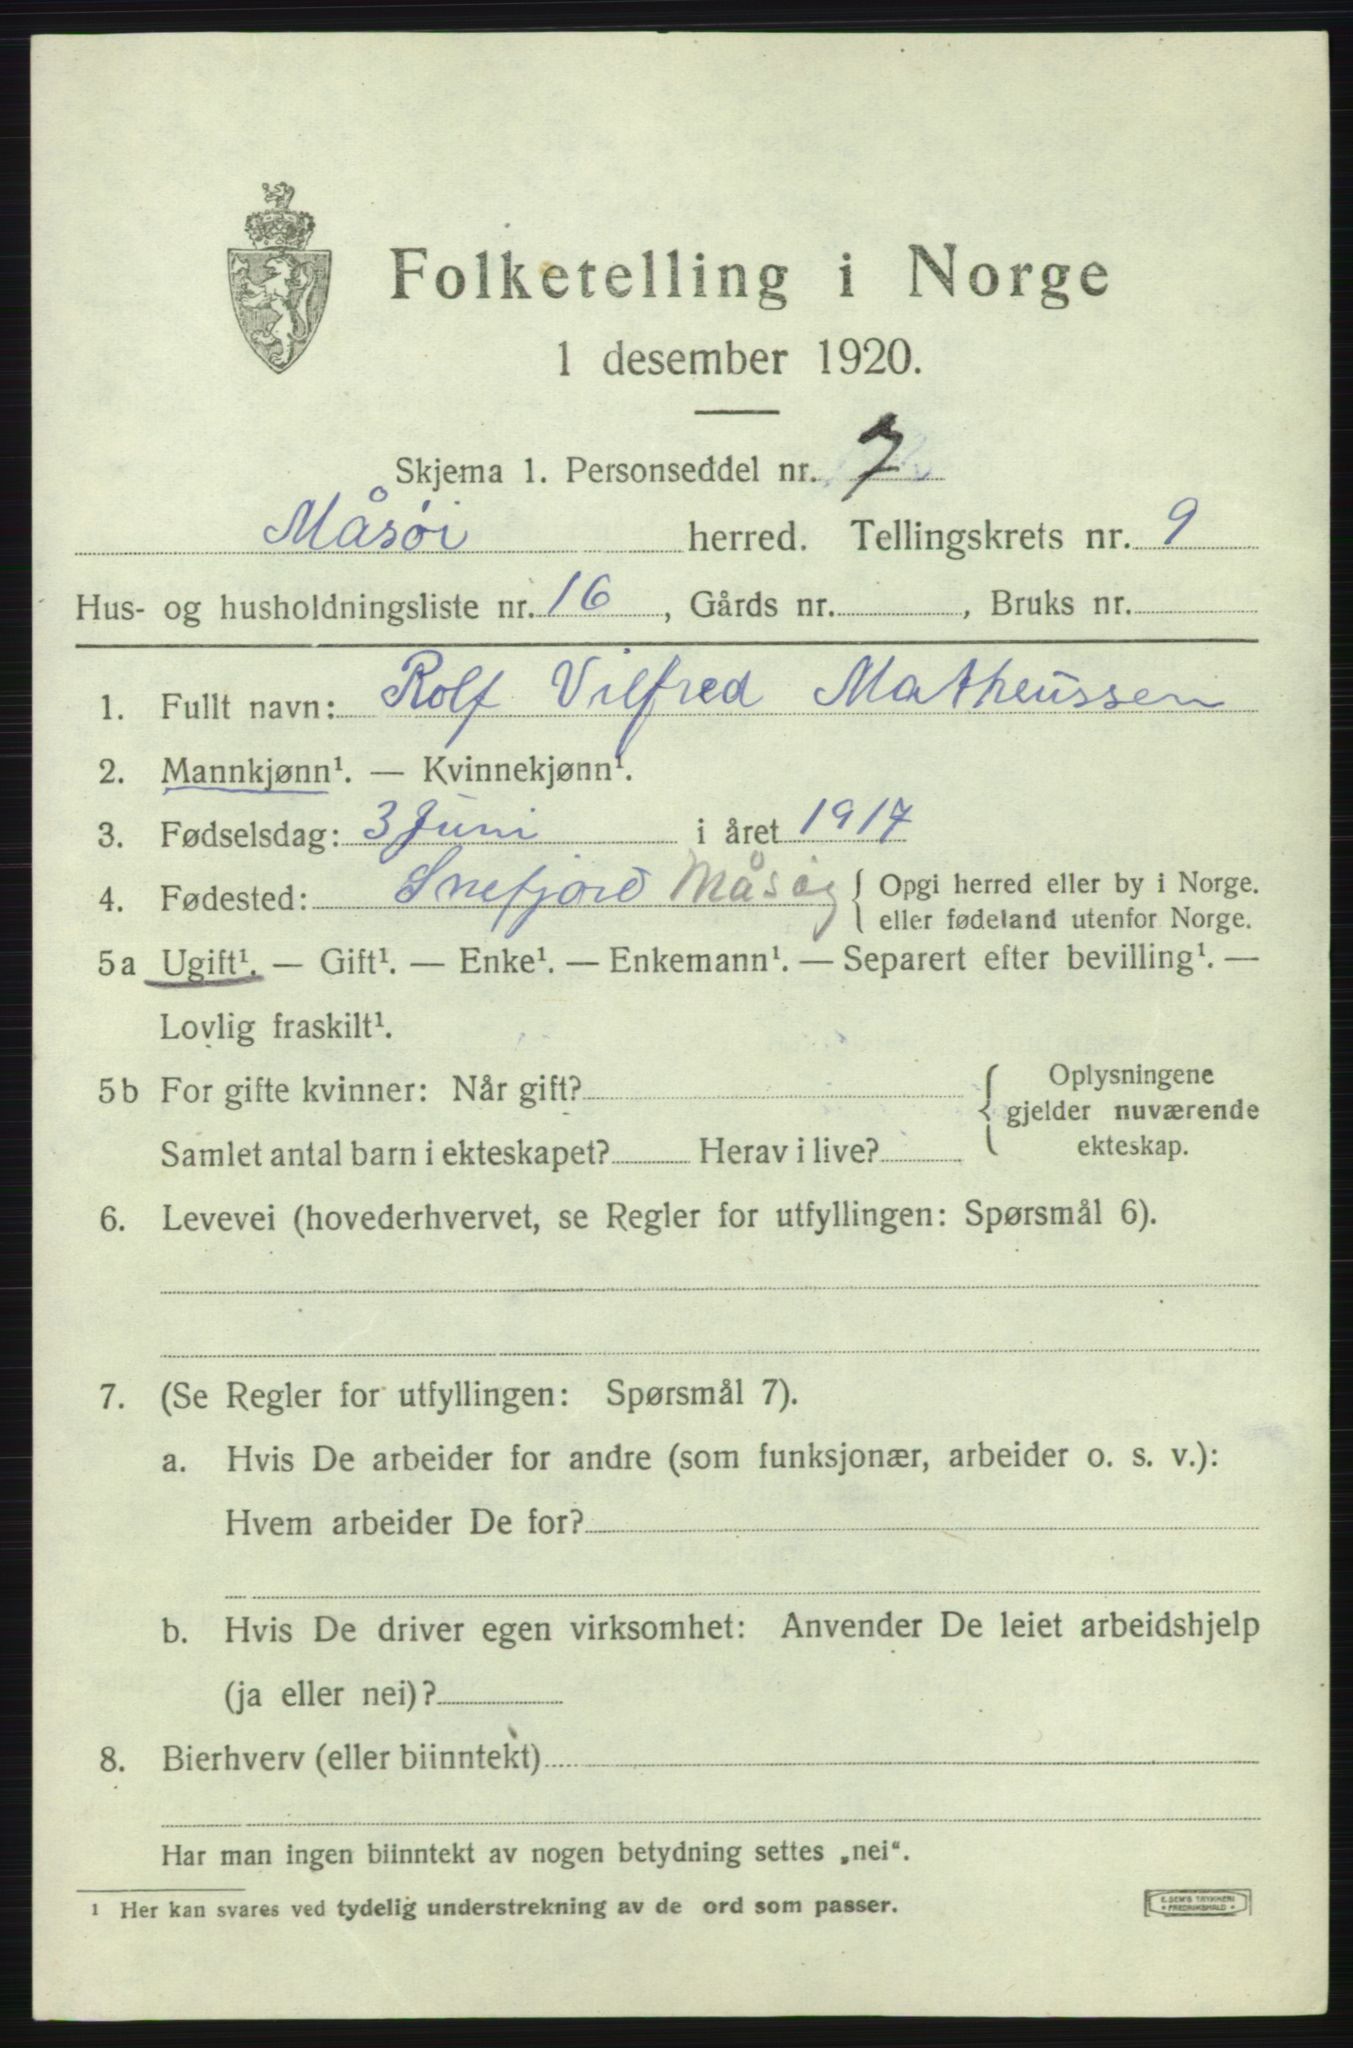 Folketelling i Norge
1 desember 1920.
Skjema 1. Personseddel nr. 7
Måsøi herred. Tellingskrets nr. 9
Hus- og husholdningsliste nr. 16, Gårds nr. , Bruks nr.
1. Fullt navn: Rolf Vilfred Matheussen
2. Mannkjønn¹. — Kvinnekjønn¹.
3. Fødselsdag: 3 Juni i året 1917
4. Fødested: Snefjord Måsøy { Opgi herred eller by i Norge.
eller fødeland utenfor Norge.
5a Ugift¹. — Gift¹. — Enke¹. — Enkemann¹. — Separert efter bevilling¹. —
Lovlig fraskilt¹.
5b For gifte kvinner: Når gift? { Oplysningene
gjelder nuværende
Samlet antal barn i ekteskapet? Herav i live? ekteskap.
6. Levevei (hovederhvervet, se Regler for utfyllingen: Spørsmål 6).
7. (Se Regler for utfyllingen: Spørsmål 7).
a. Hvis De arbeider for andre (som funksjonær, arbeider o. s. v.):
Hvem arbeider De for?
b. Hvis De driver egen virksomhet: Anvender De leiet arbeidshjelp
(ja eller nei)?
8. Bierhverv (eller biinntekt)
Har man ingen biinntekt av nogen betydning settes „nei“.
¹ Her kan svares ved tydelig understrekning av de ord som passer.
E. SEM'S TRYKKERI
• FREDRIKSHALD •